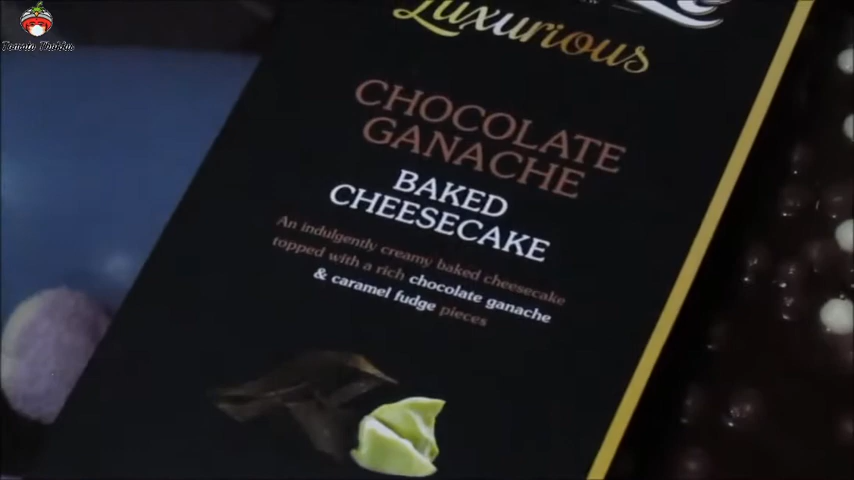 Luxurious
CHOCOLATE
GANACHE
BAKED
CHEESECAKE
An indulgently creamy baked cheesecake
topped with a rich chocolate ganache
& caramel fudge pieces